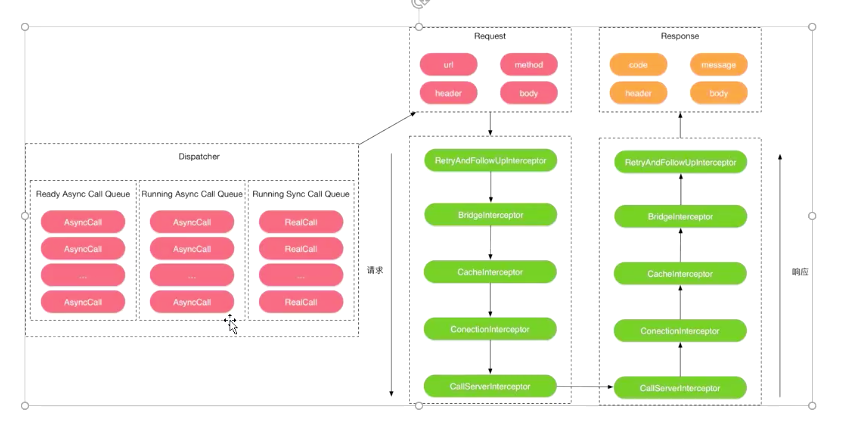 Request
url
method
header
body
Response
code
message
header
bndy
Dispatcher
Ready Async Call Queue
Running Async Call Queue
Running Sync Call Queue
AsyncCall
AsyncCall
RealCall
AsyncCall
AsyncCall
RealCall
...
...
...
AsyncCall
AsyncCall
RealCall
请求
RetryAndFollowUpInterceptor
BridgeInterceptor
CacheInterceptor
ConectionInterceptor
CallServerInterceptor
RetryAndFollowUpInterceptor
BridgeInterceptor
CacheInterceptor
ConectionInterceptor
CallServerInterceptor
响应